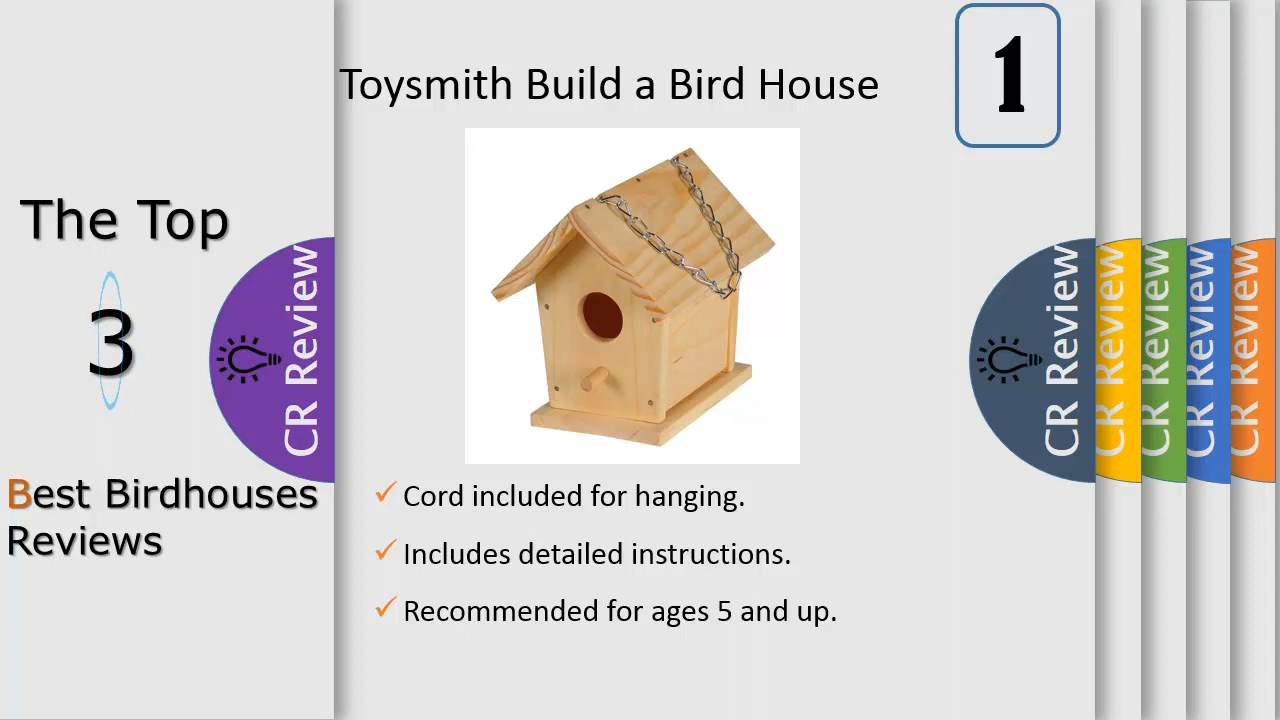 Toysmith Build a Bird House
1
The Top
3
Best Birdhouses
Reviews
CR Review
Cord included for hanging.
Includes detailed instructions.
Recommended for ages 5 and up.
CR Review
CR Review
CR Review
CR Review
CR Review